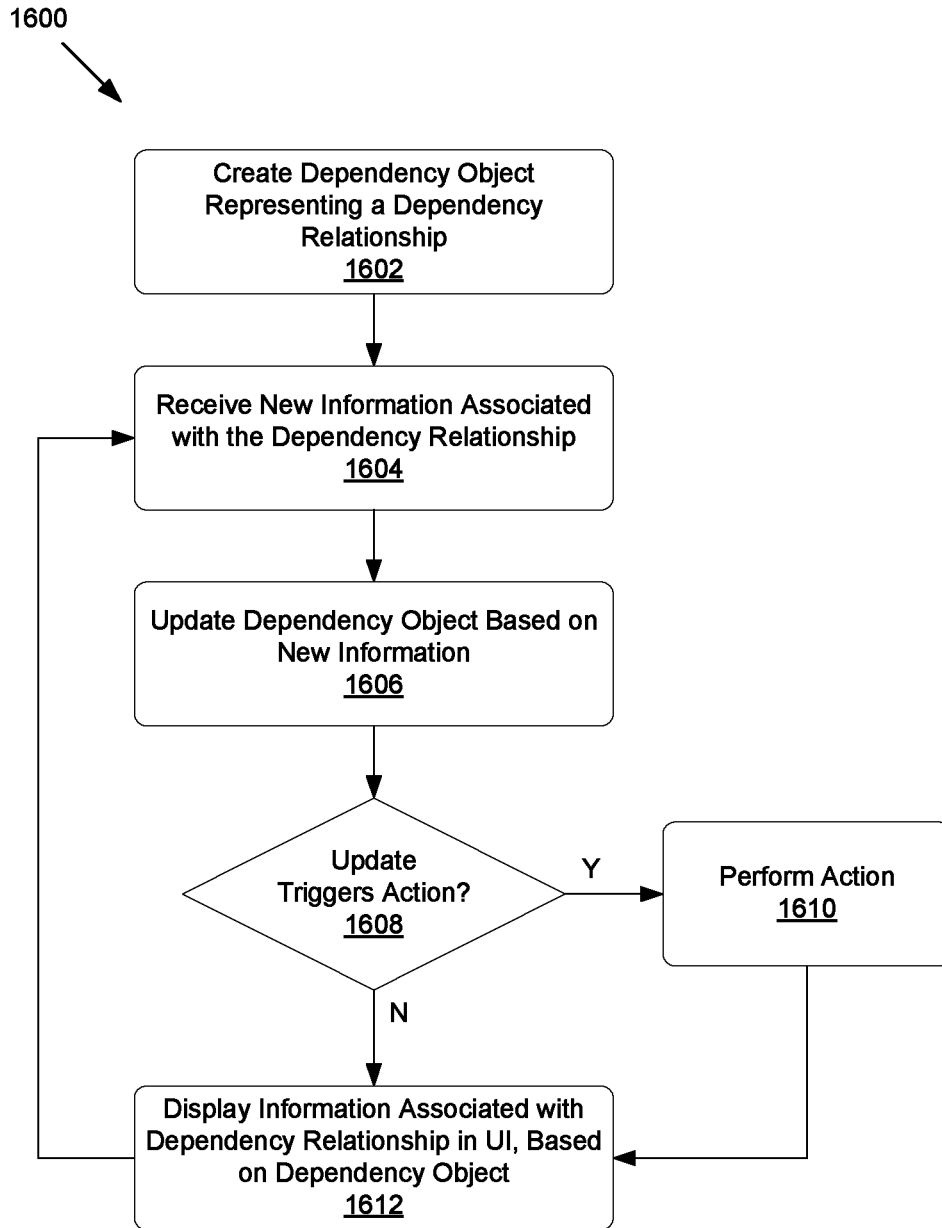 1600
Create Dependency Object
Representing a Dependency
Relationship
1602
Receive New Information Associated
with the Dependency Relationship
1604
Update Dependency Object Based on
New Information
1606
Update
Triggers Action?
1608
Y
Perform Action
1610
N
Display Information Associated with
Dependency Relationship in UI, Based
on Dependency Object
1612